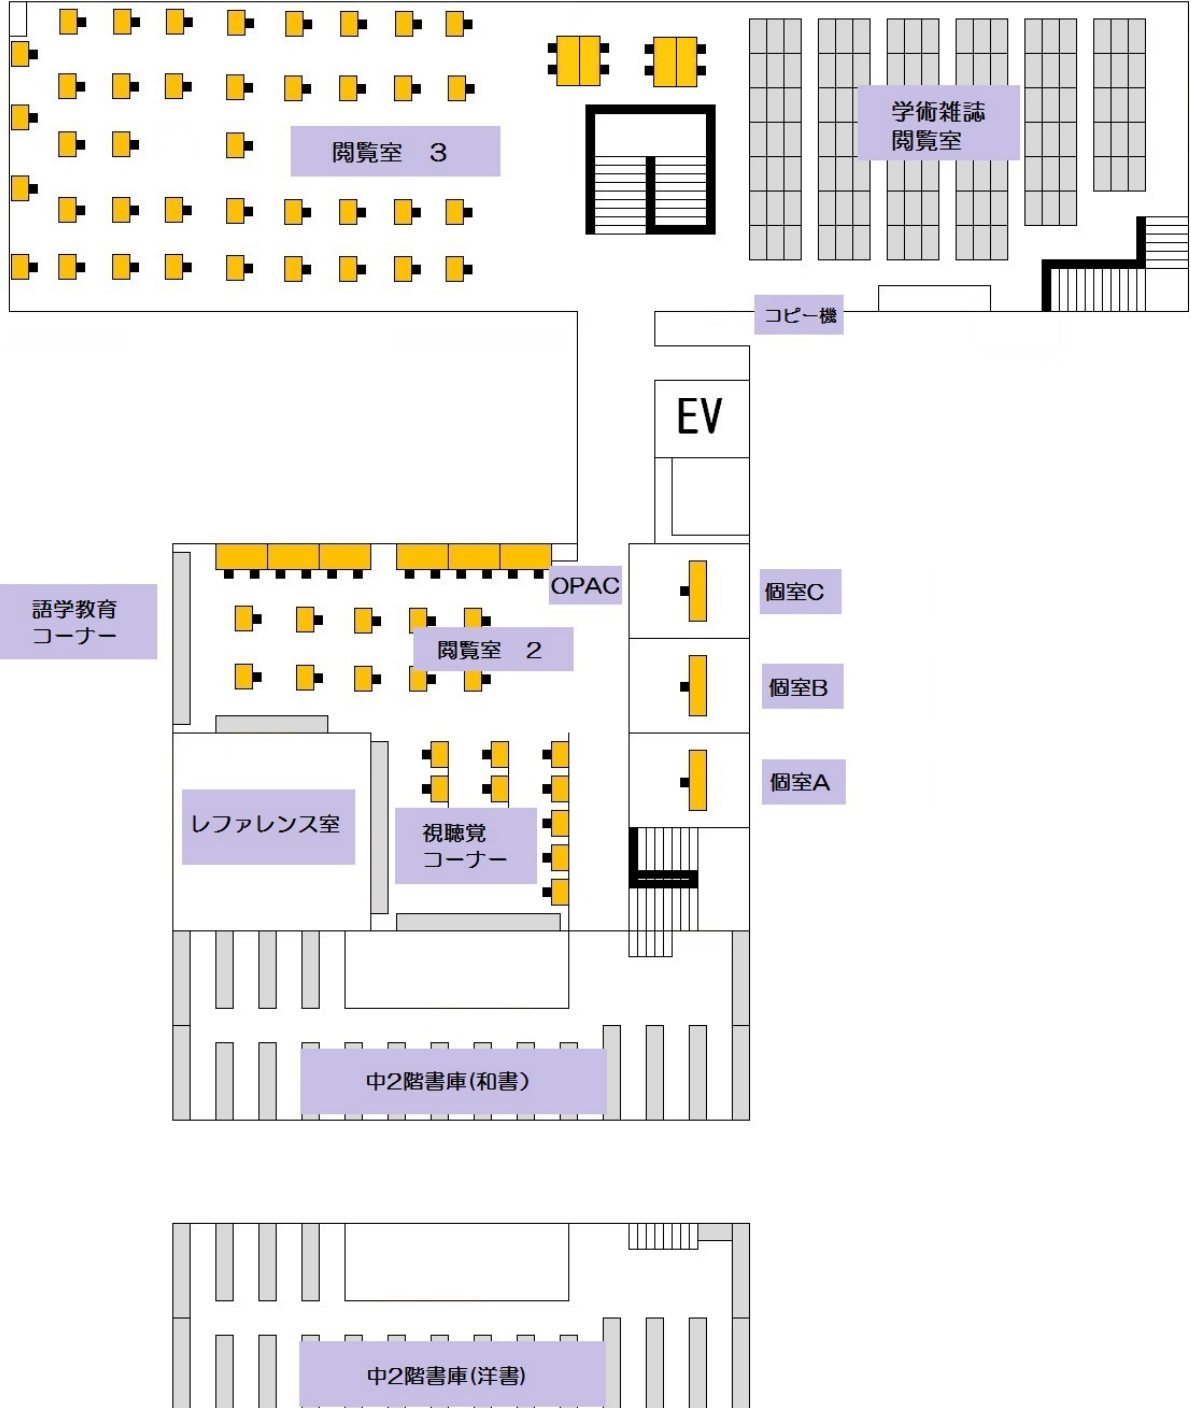 閲覧室　3
学術雑誌
閲覧室
コピー機
EV
OPAC
個室C
語学教育
コーナー
閲覧室　2
個室B
個室A
レファレンス室
視聴覚
コーナー
中2階書庫(和書)
中2階書庫(洋書)